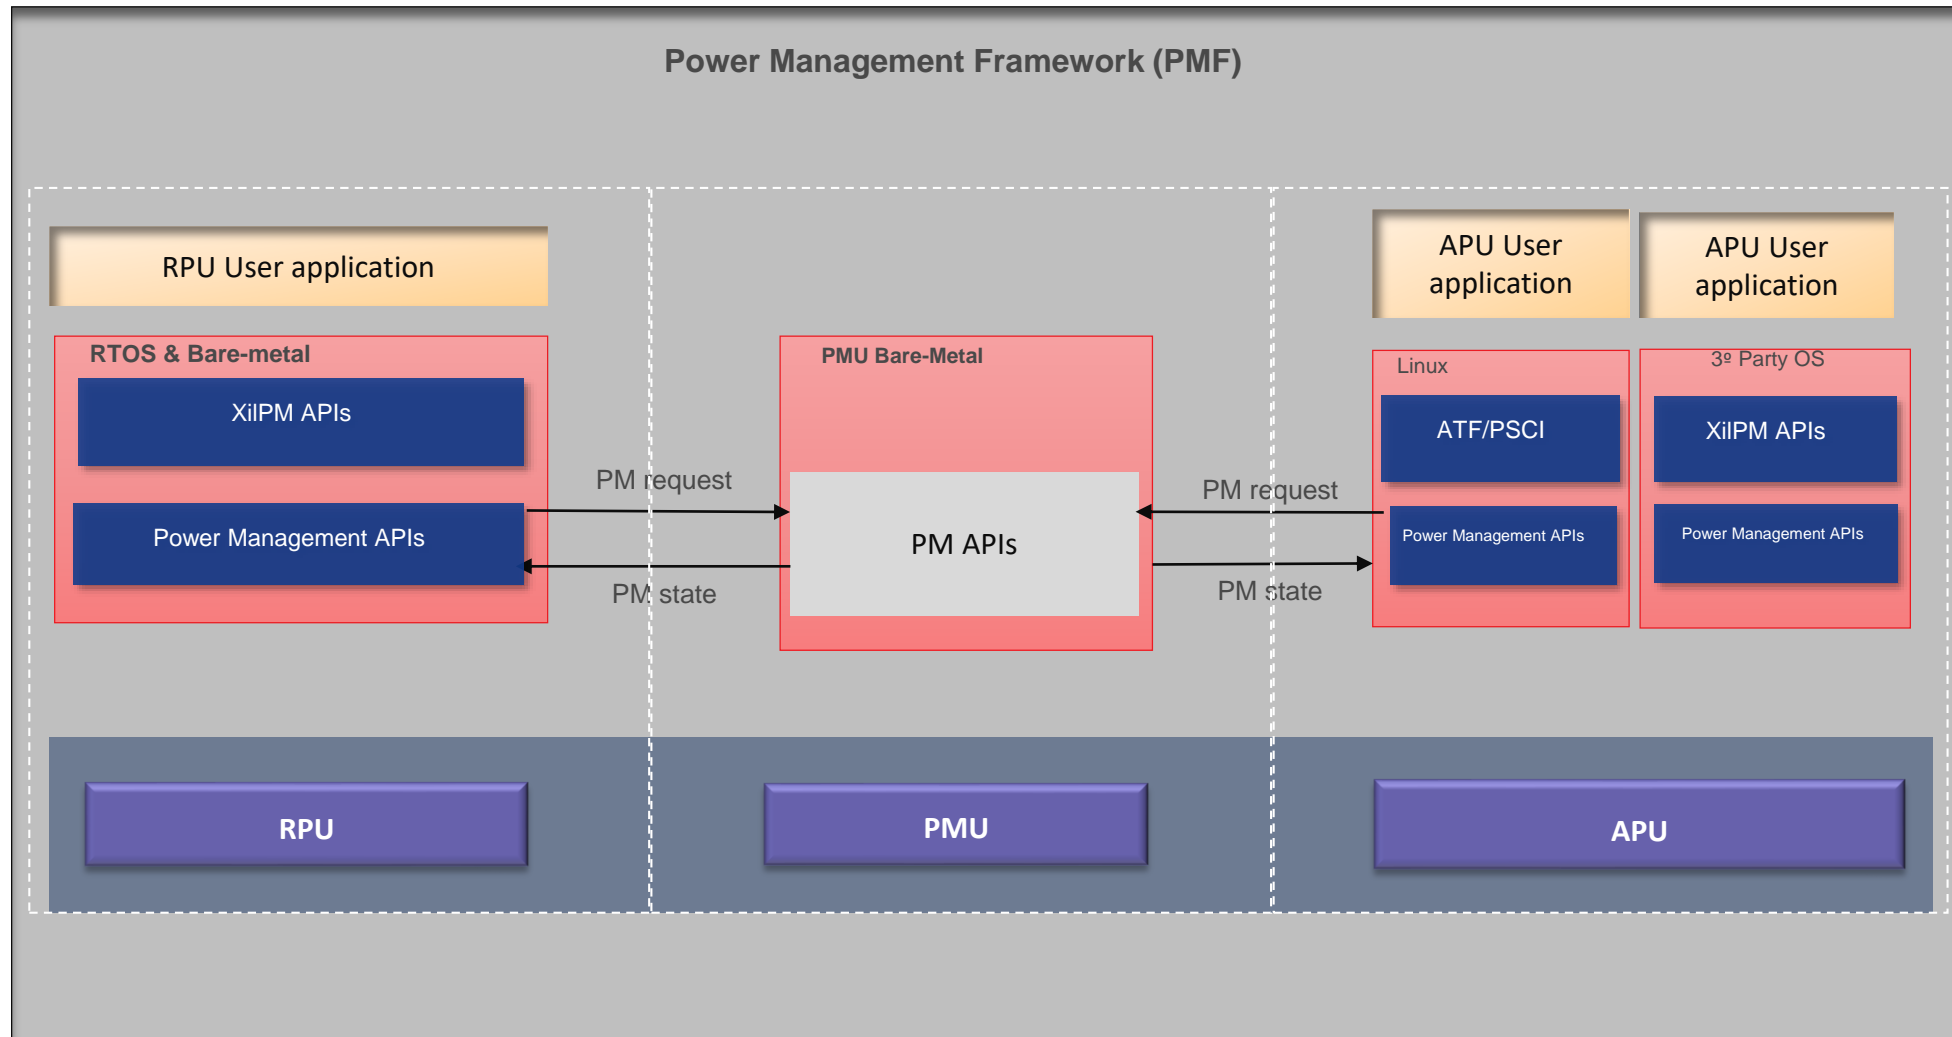 Power Management Framework (PMF)
RPU User application
RTOS & Bare-metal
XilPM APIs
Power Management APIs
PM request
PM state
PMU Bare-Metal
PM APIs
PM request
PM state
APU User
application
Linux
ATF/PSCI
Power Management APIs
APU User
application
3º Party OS
XilPM APIs
Power Management APIs
RPU
PMU
APU